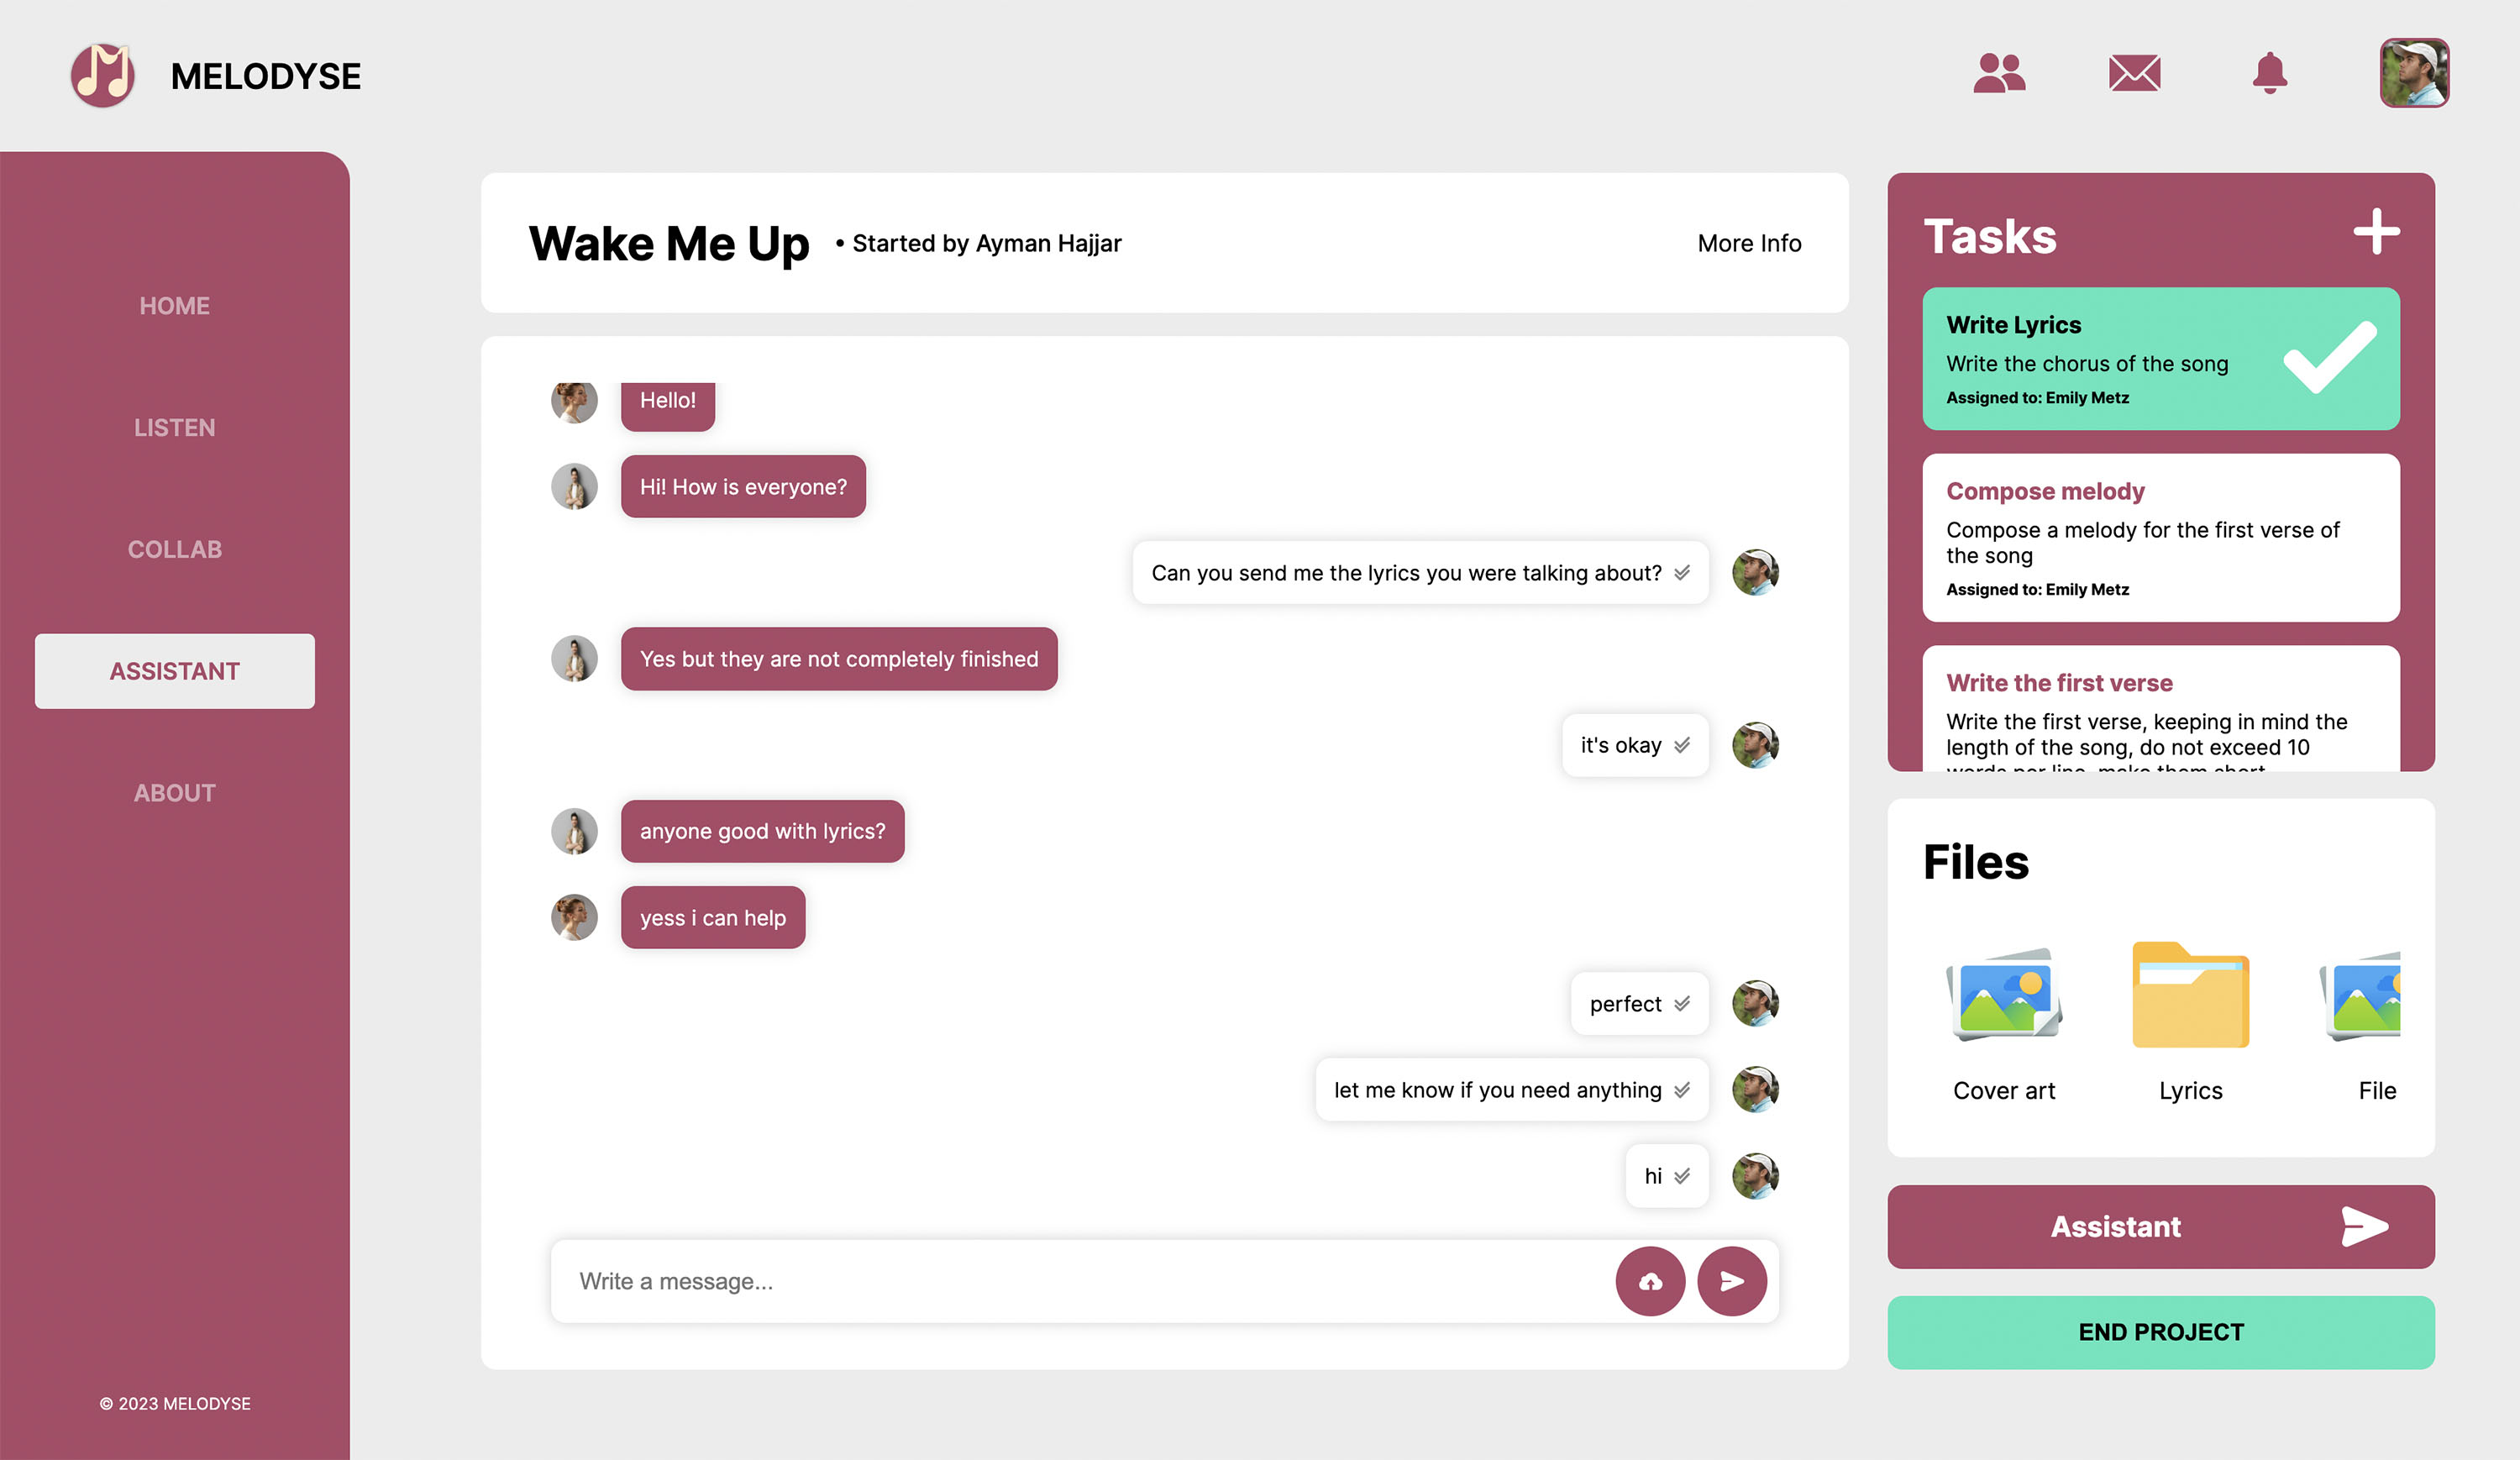 MELODYSE
HOME
LISTEN
COLLAB
ASSISTANT
ABOUT
© 2023 MELODYSE
Wake Me Up • Started by Ayman Hajjar
More Info
Hello!
Hi! How is everyone?
Can you send me the lyrics you were talking about?
Yes but they are not completely finished
it's okay
anyone good with lyrics?
yess i can help
perfect
let me know if you need anything
hi
Write a message...
Tasks
Write Lyrics
Write the chorus of the song
Assigned to: Emily Metz
Compose melody
Compose a melody for the first verse of
the song
Assigned to: Emily Metz
Write the first verse
Write the first verse, keeping in mind the
length of the song, do not exceed 10
words per line, make them short
Files
Cover art
Lyrics
File
Assistant
END PROJECT